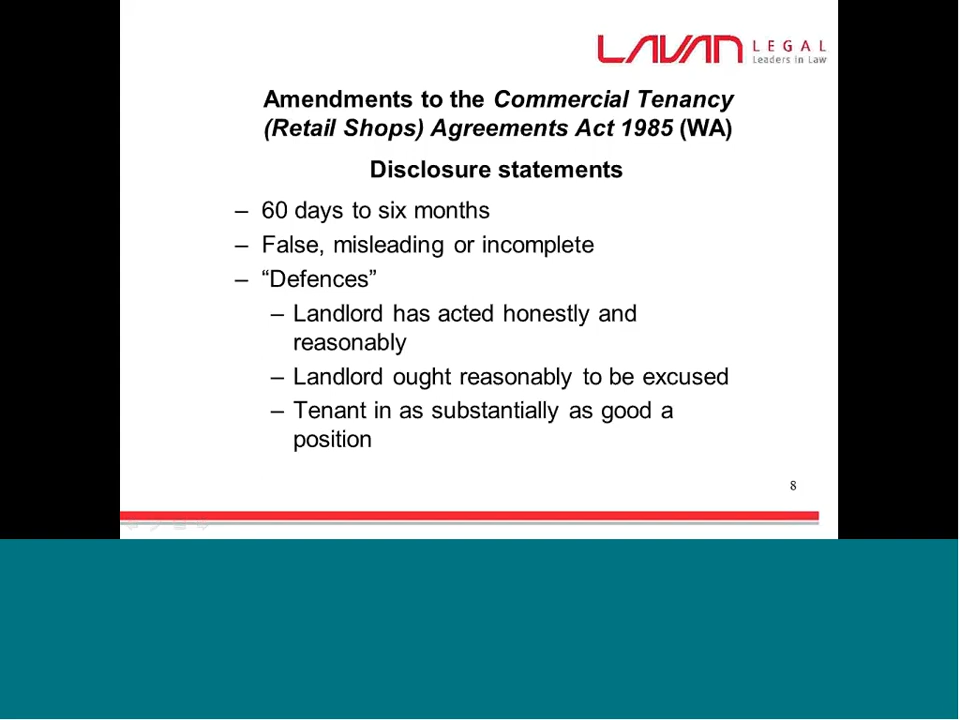 LAVAN LEGAL
Leaders in Law
Amendments to the Commercial Tenancy
(Retail Shops) Agreements Act 1985 (WA)
Disclosure statements
– 60 days to six months
– False, misleading or incomplete
– “Defences”
– Landlord has acted honestly and
reasonably
– Landlord ought reasonably to be excused
– Tenant in as substantially as good a
position
8